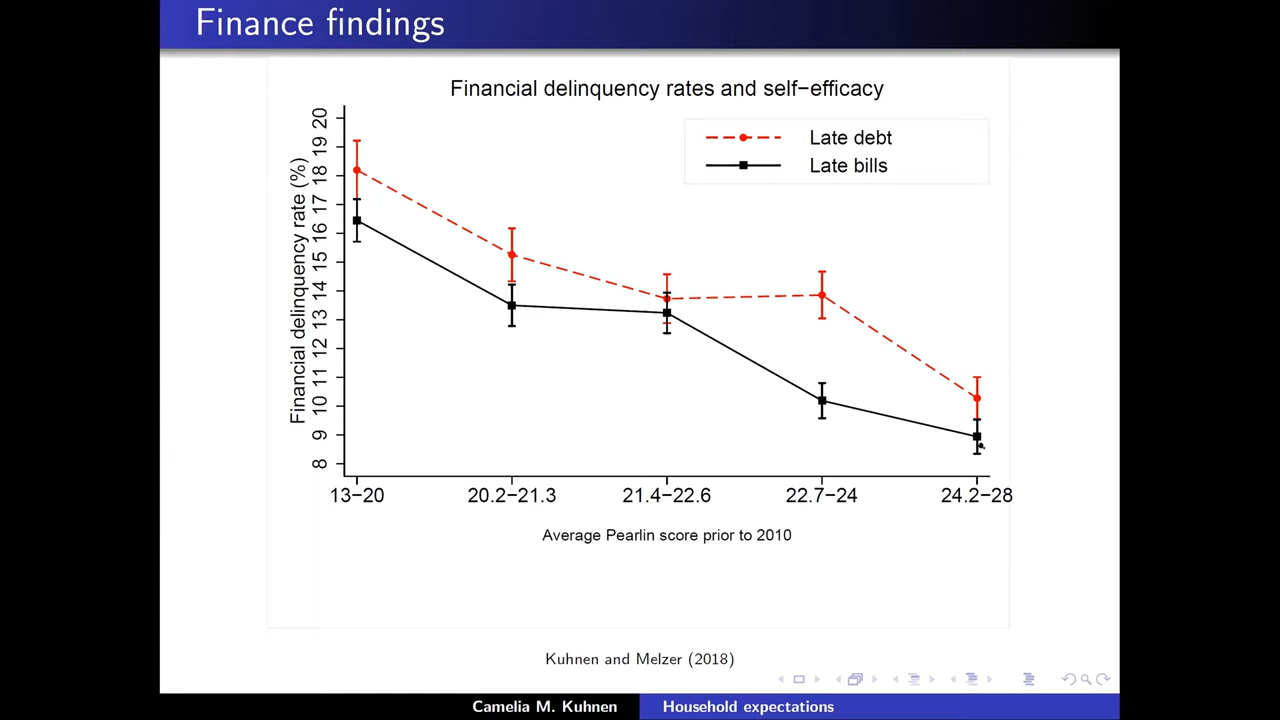 Finance findings
Financial delinquency rates and self−efficacy
Late debt
Late bills
Financial delinquency rate (%)
20
19
18
17
16
15
14
13
12
11
10
9
8
13−20 20.2−21.3 21.4−22.6 22.7−24 24.2−28
Average Pearlin score prior to 2010
Kuhnen and Melzer (2018)
Camelia M. Kuhnen Household expectations